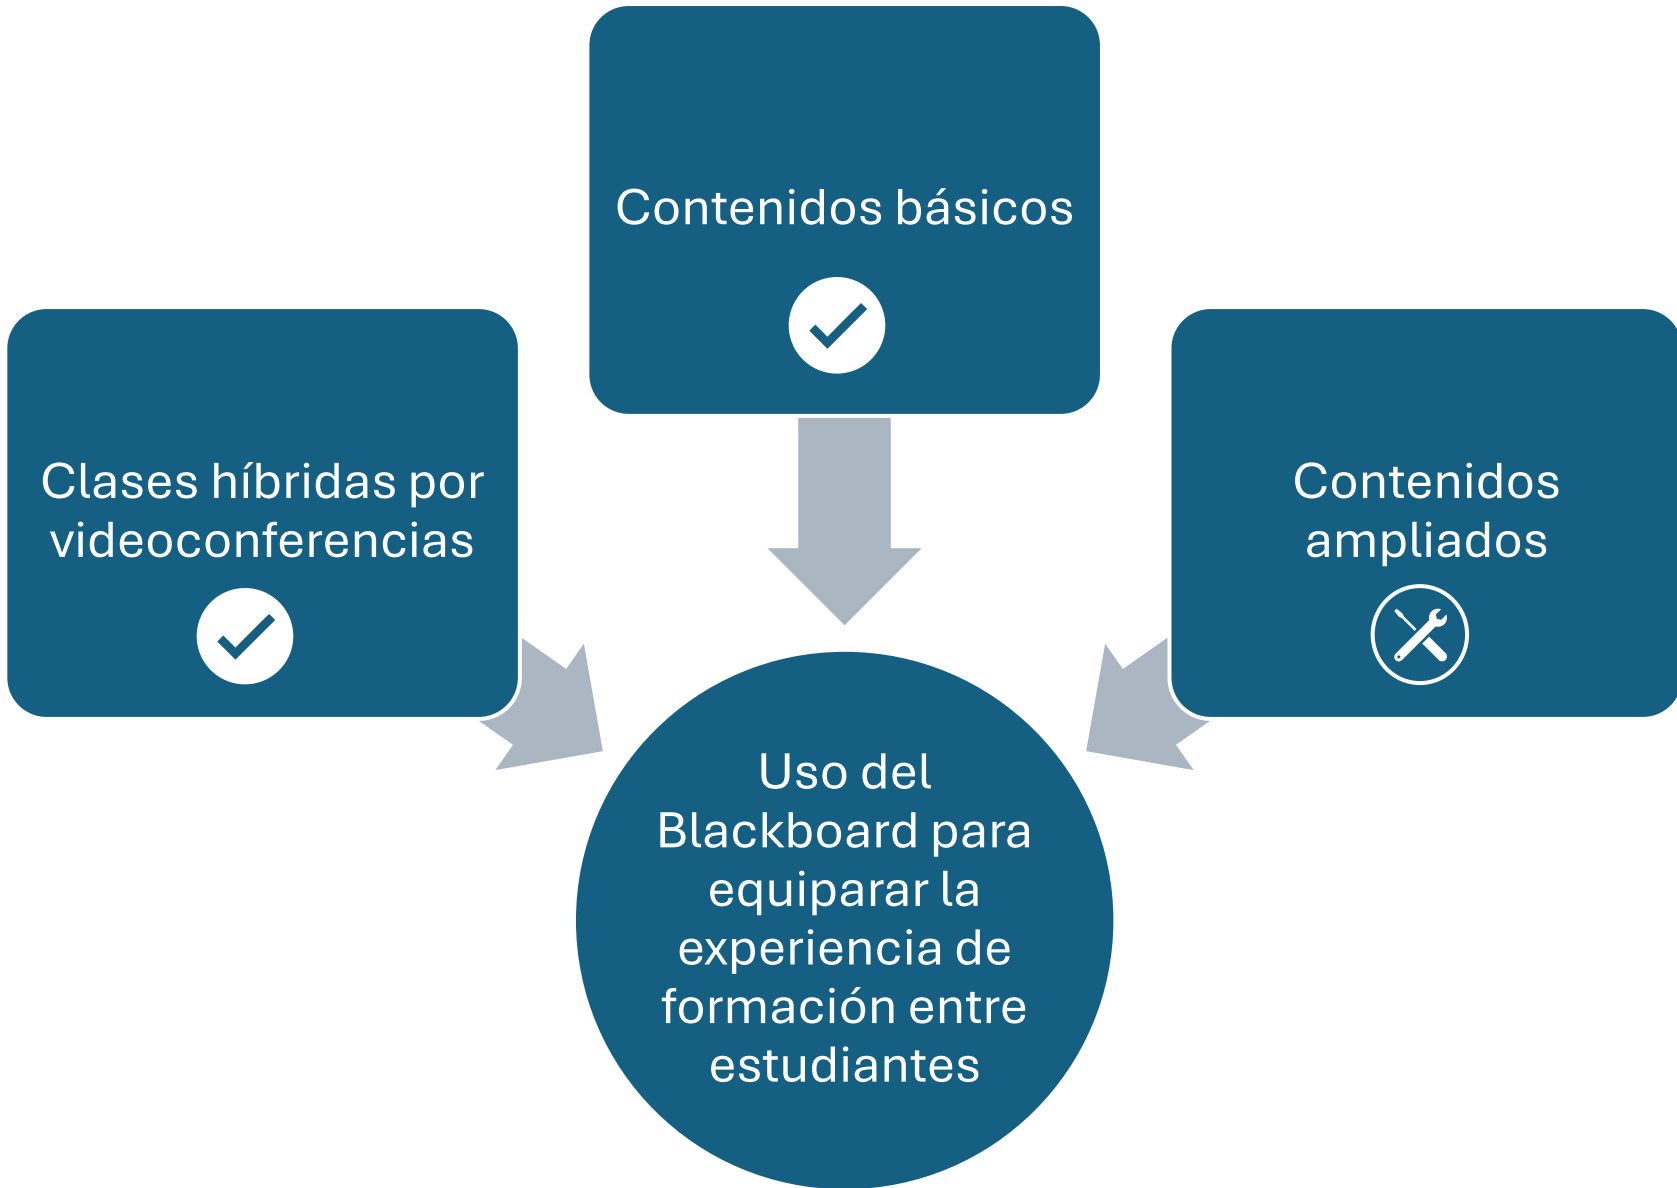 Contenidos básicos
Clases híbridas por
videoconferencias
Contenidos
ampliados
Uso del
Blackboard para
equiparar la
experiencia de
formación entre
estudiantes